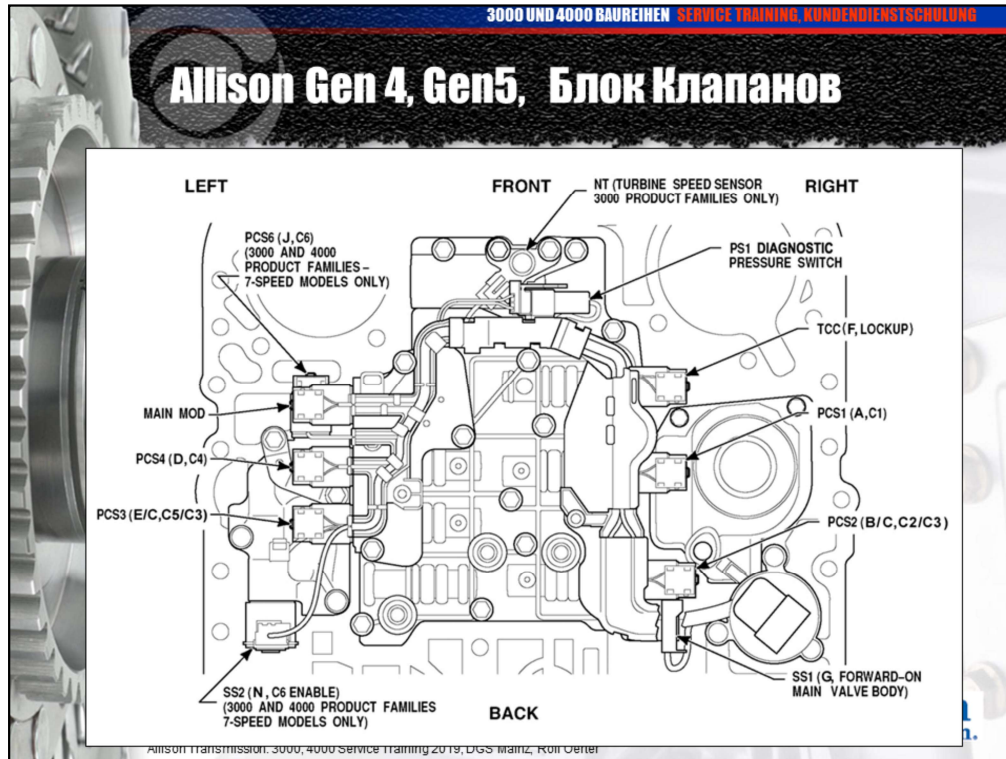 3000 UND 4000 BAUREIHEN SERVICE TRAINING, KUNDENDIENSTSCHULUNG
Allison Gen 4, Gen5, Блок Клапанов
LEFT
FRONT
RIGHT
NT (TURBINE SPEED SENSOR
3000 PRODUCT FAMILIES ONLY)
PCS6 (J, C6)
(3000 AND 4000
PRODUCT FAMILIES –
7-SPEED MODELS ONLY)
PS1 DIAGNOSTIC
PRESSURE SWITCH
TCC (F, LOCKUP)
MAIN MOD
PCS1 (A, C1)
PCS4 (D, C4)
PCS3 (E/C, C5/C3)
PCS2 (B/C, C2/C3)
SS1 (G, FORWARD-ON
MAIN VALVE BODY)
SS2 (N, C6 ENABLE)
(3000 AND 4000 PRODUCT FAMILIES
7-SPEED MODELS ONLY)
BACK
Allison Transmission. 3000, 4000 Service Training 2019, DGS Mainz, Rolf Oerter